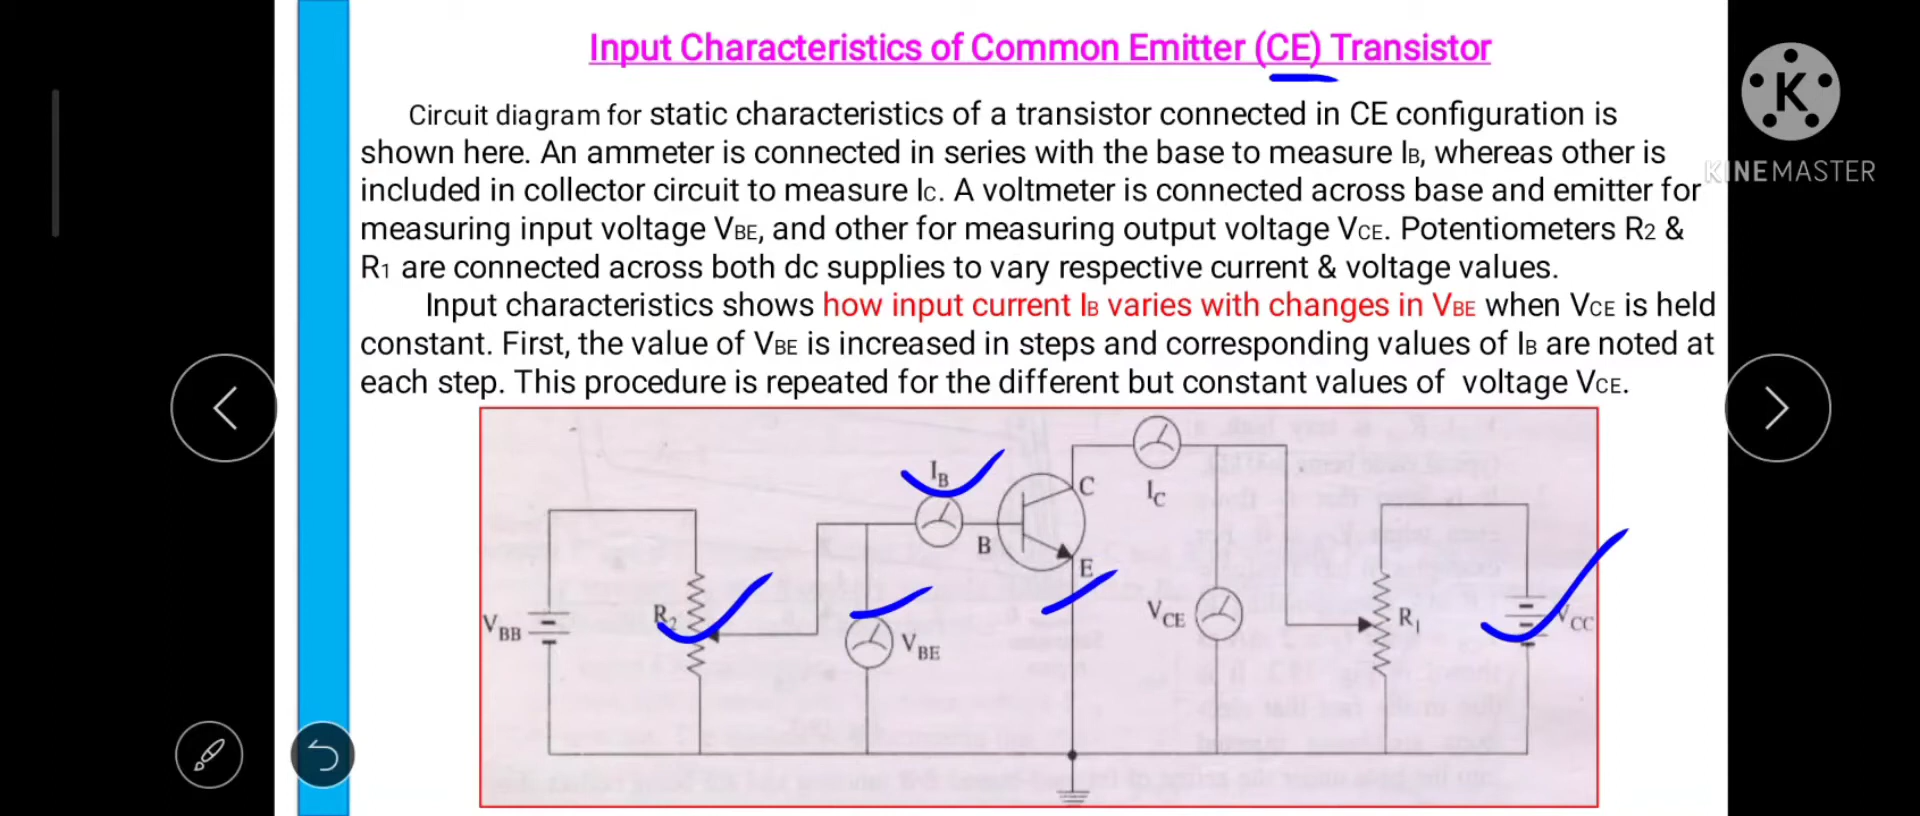 Input Characteristics of Common Emitter (CE) Transistor
Circuit diagram for static characteristics of a transistor connected in CE configuration is
shown here. An ammeter is connected in series with the base to measure IB, whereas other is
included in collector circuit to measure IC. A voltmeter is connected across base and emitter for
measuring input voltage VBE, and other for measuring output voltage VCE. Potentiometers R2 &
R1 are connected across both dc supplies to vary respective current & voltage values.
Input characteristics shows how input current IB varies with changes in VBE when VCE is held
constant. First, the value of VBE is increased in steps and corresponding values of IB are noted at
each step. This procedure is repeated for the different but constant values of voltage VCE.
K
KINEMASTER
IB
C
IC
B
E
VBB
R2
VBE
VCE
R1
VCC